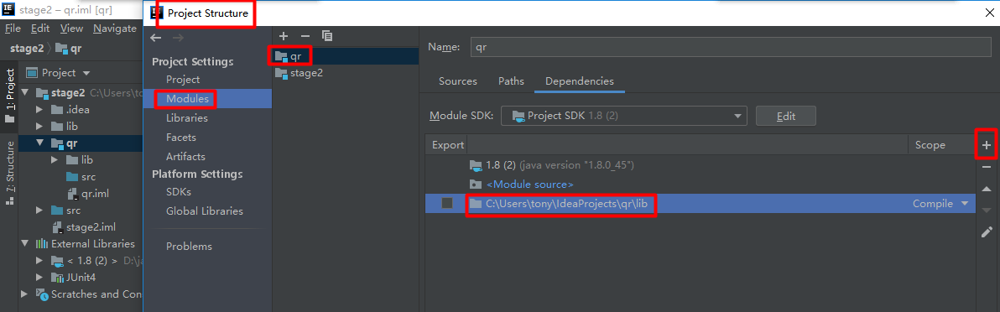 stage2 – qr.iml [qr]
File Edit View Navigate
stage2 qr
Project
1: Project
7: Structure
stage2 C:\Users\to
.idea
lib
qr
lib
src
qr.iml
src
stage2.iml
External Libraries
< 1.8 (2) > D:\ja
JUnit4
Scratches and Con
Project Structure
Project Settings
Project
Modules
Libraries
Facets
Artifacts
Platform Settings
SDKs
Global Libraries
Problems
qr
stage2
Name: qr
Sources Paths Dependencies
Module SDK: Project SDK 1.8 (2) Edit
Export Scope
1.8 (2) (java version "1.8.0_45")
<Module source>
C:\Users\tony\IdeaProjects\qr\lib Compile